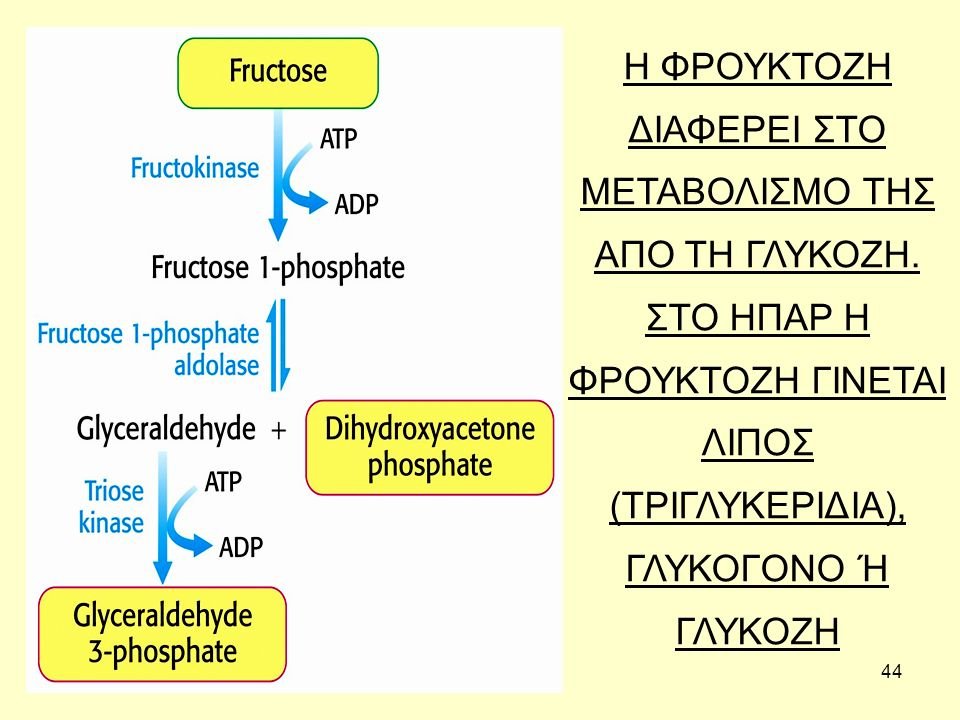 Fructose
ATP
Fructokinase
ADP
Fructose 1-phosphate
Fructose 1-phosphate
aldolase
Glyceraldehyde +
Dihydroxyacetone
phosphate
Triose
kinase
ATP
ADP
Glyceraldehyde
3-phosphate
Η ΦΡΟΥΚΤΟΖΗ
ΔΙΑΦΕΡΕΙ ΣΤΟ
ΜΕΤΑΒΟΛΙΣΜΟ ΤΗΣ
ΑΠΟ ΤΗ ΓΛΥΚΟΖΗ.
ΣΤΟ ΗΠΑΡ Η
ΦΡΟΥΚΤΟΖΗ ΓΙΝΕΤΑΙ
ΛΙΠΟΣ
(ΤΡΙΓΛΥΚΕΡΙΔΙΑ),
ΓΛΥΚΟΓΟΝΟ Ή
ΓΛΥΚΟΖΗ
44